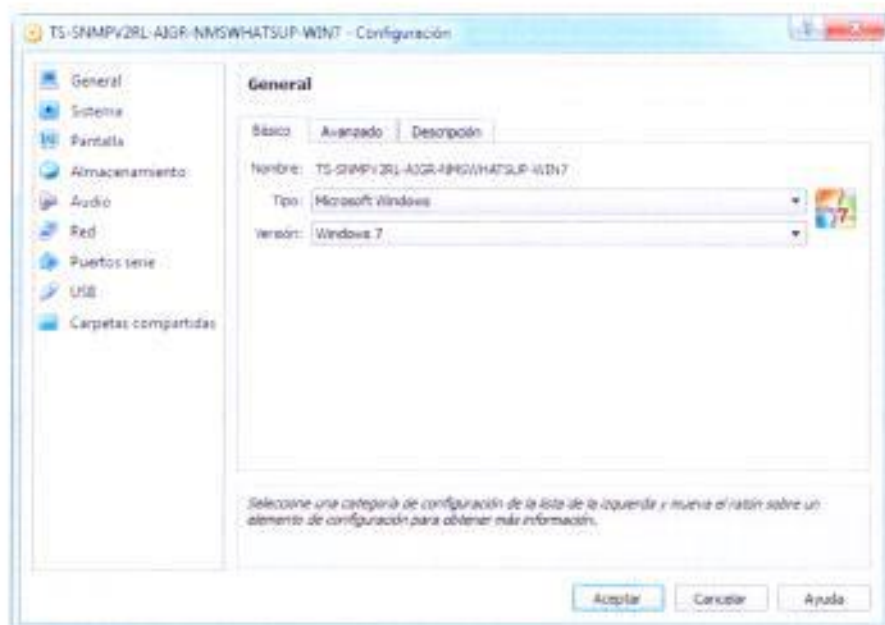 TS-SNMPV2RL-AIGR-NMSWHATSUP-WIN7 - Configuración
General
Sistema
Pantalla
Almacenamiento
Audio
Red
Puertos serie
USB
Carpetas compartidas
General
Básico Avanzado Descripción
Nombre: TS-SNMPV2RL-AIGR-NMSWHATSUP-WIN7
Tipo: Microsoft Windows
Versión: Windows 7
7
Seleccione una categoría de configuración de la lista de la izquierda y mueva el ratón sobre un
elemento de configuración para obtener más información.
Aceptar Cancelar Ayuda